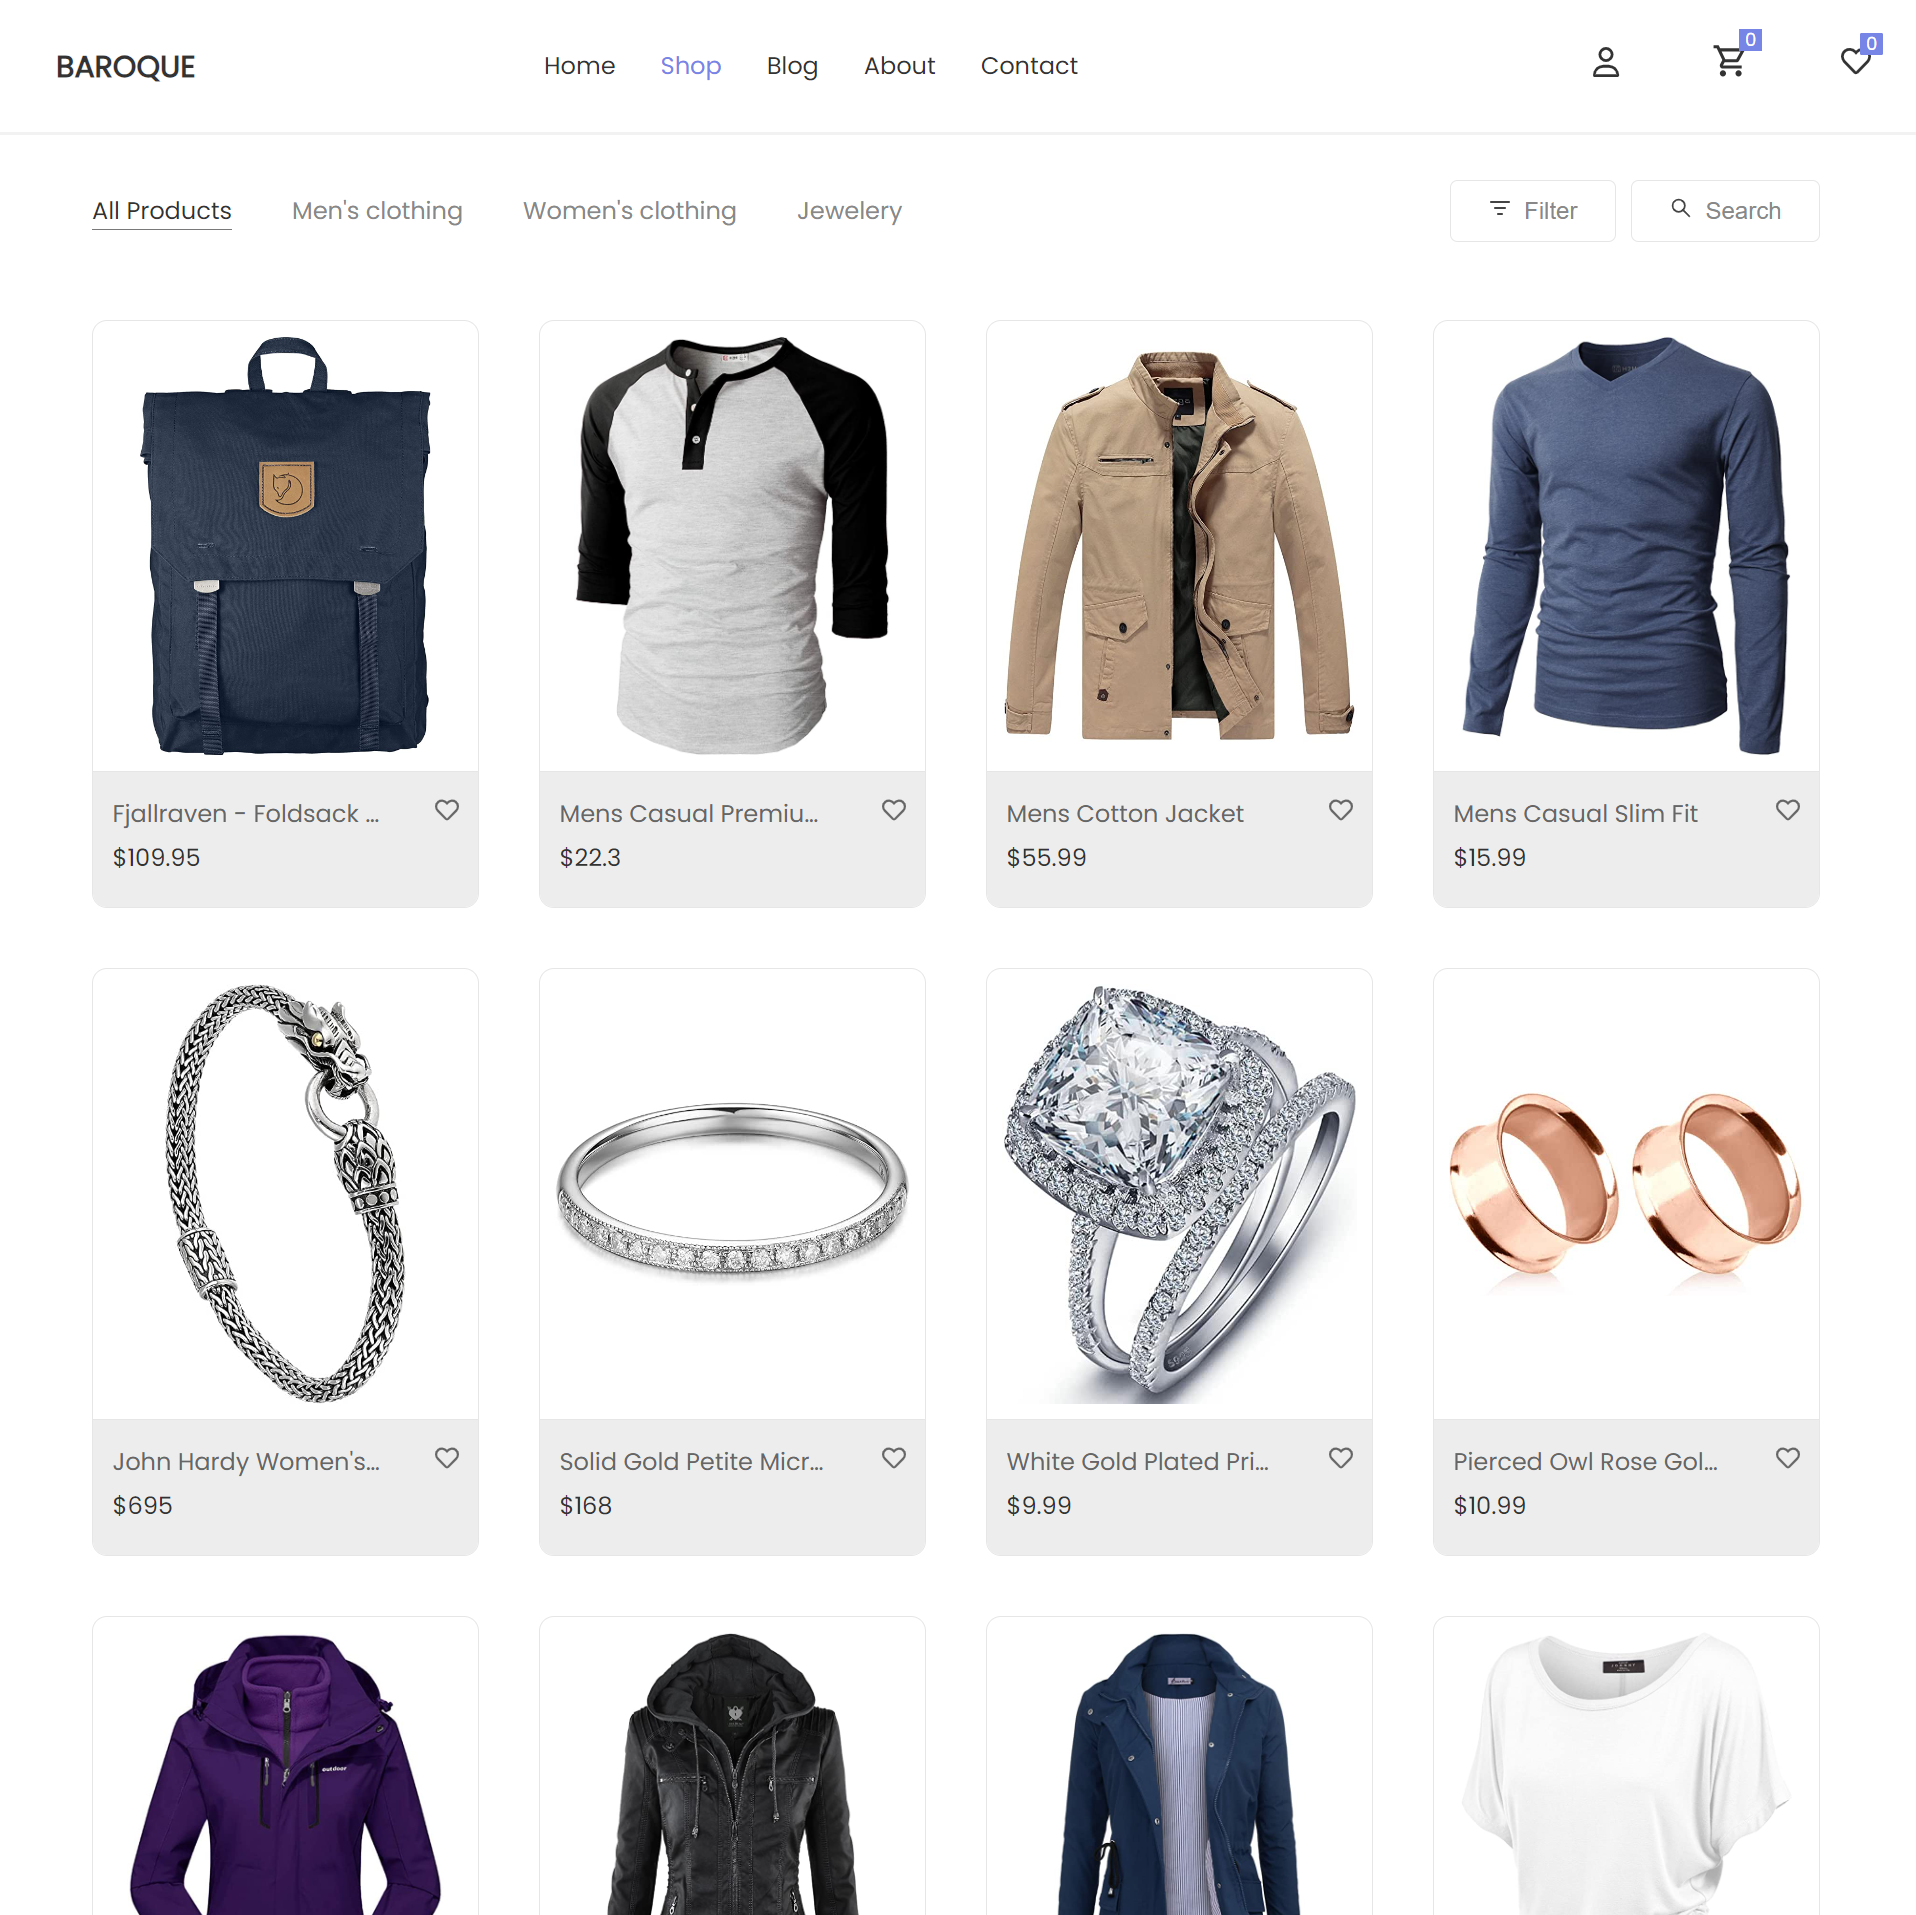 BAROQUE
Home Shop Blog About Contact
0
0
All Products Men's clothing Women's clothing Jewelery
Filter Search
Fjallraven - Foldsack ...
$109.95
Mens Casual Premiu...
$22.3
Mens Cotton Jacket
$55.99
Mens Casual Slim Fit
$15.99
John Hardy Women's...
$695
Solid Gold Petite Micr...
$168
White Gold Plated Pri...
$9.99
Pierced Owl Rose Gol...
$10.99
outdoor